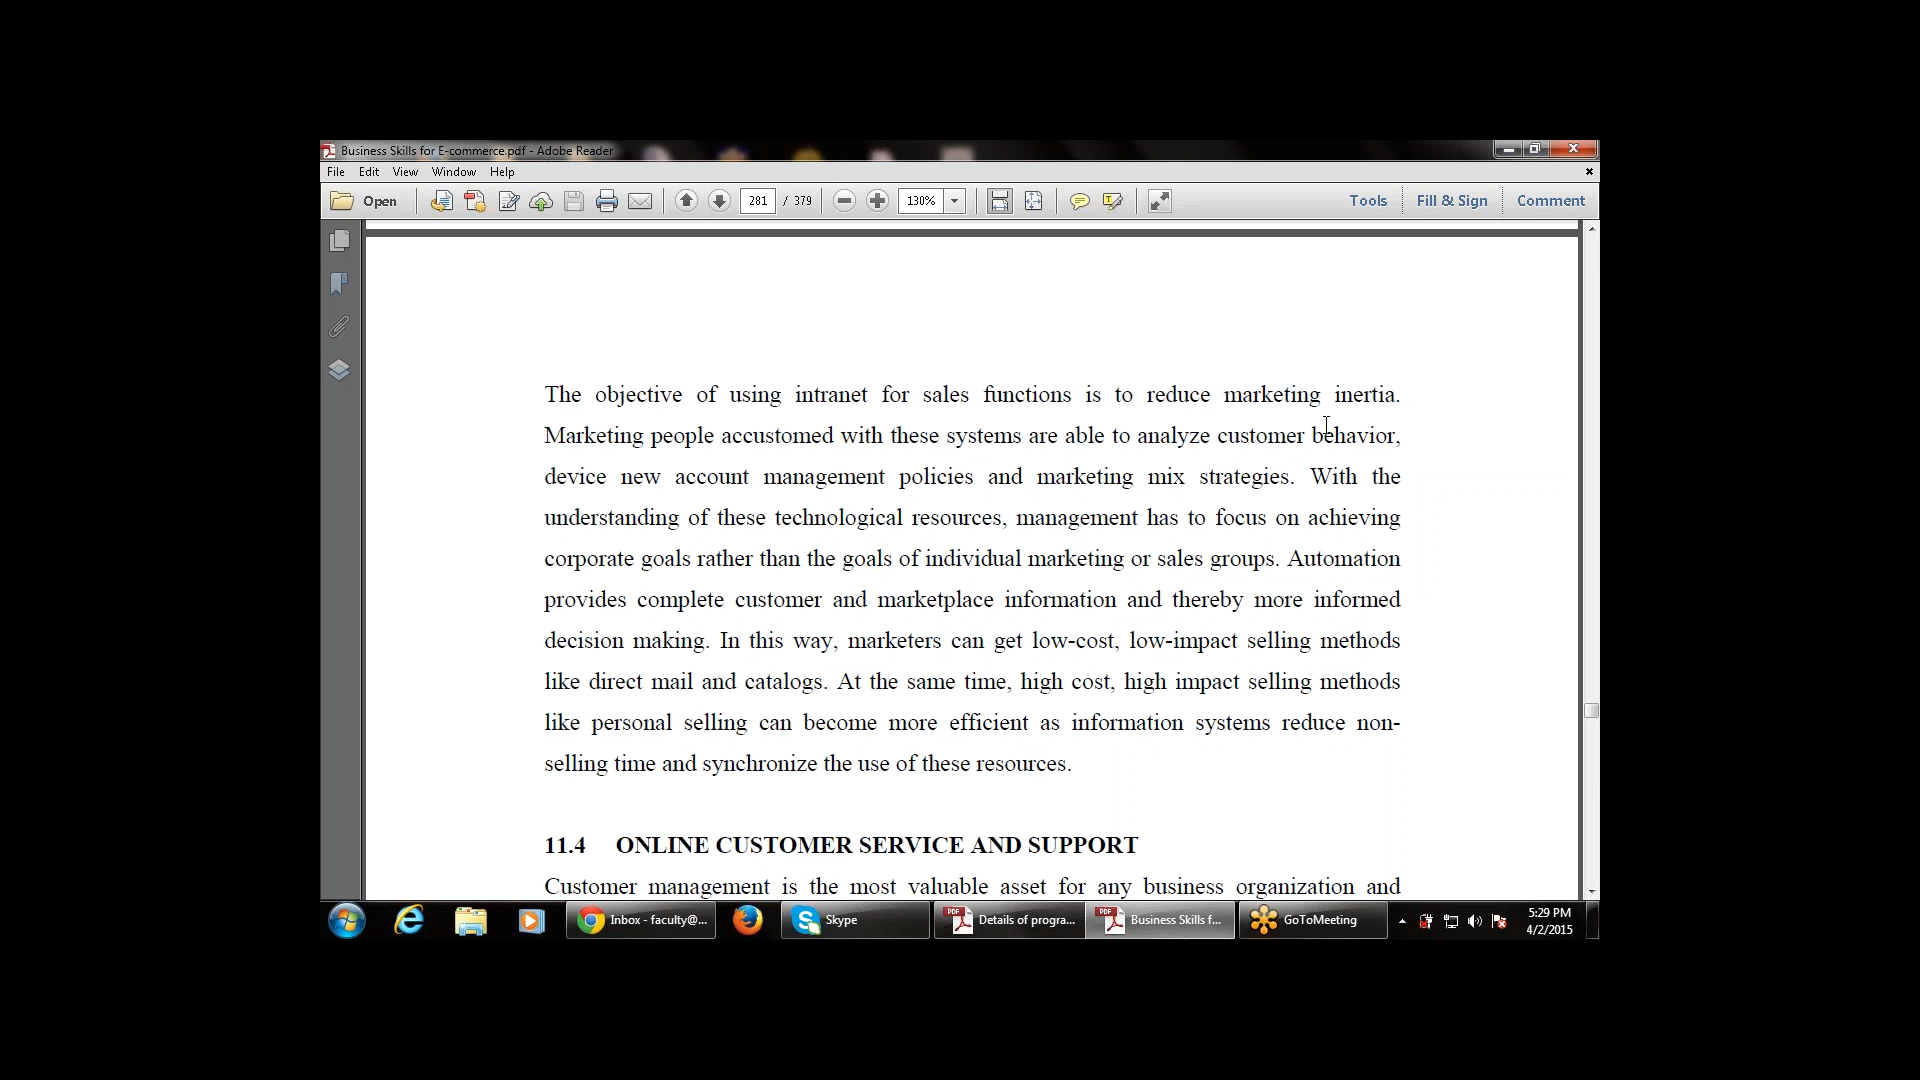 Business Skills for E-commerce.pdf - Adobe Reader
File Edit View Window Help
Open 281 / 379 130% Tools Fill & Sign Comment
The objective of using intranet for sales functions is to reduce marketing inertia.
Marketing people accustomed with these systems are able to analyze customer behavior,
device new account management policies and marketing mix strategies. With the
understanding of these technological resources, management has to focus on achieving
corporate goals rather than the goals of individual marketing or sales groups. Automation
provides complete customer and marketplace information and thereby more informed
decision making. In this way, marketers can get low-cost, low-impact selling methods
like direct mail and catalogs. At the same time, high cost, high impact selling methods
like personal selling can become more efficient as information systems reduce non-
selling time and synchronize the use of these resources.
11.4 ONLINE CUSTOMER SERVICE AND SUPPORT
Customer management is the most valuable asset for any business organization and
Inbox - faculty@... Skype Details of progra... Business Skills f... GoToMeeting 5:29 PM
4/2/2015